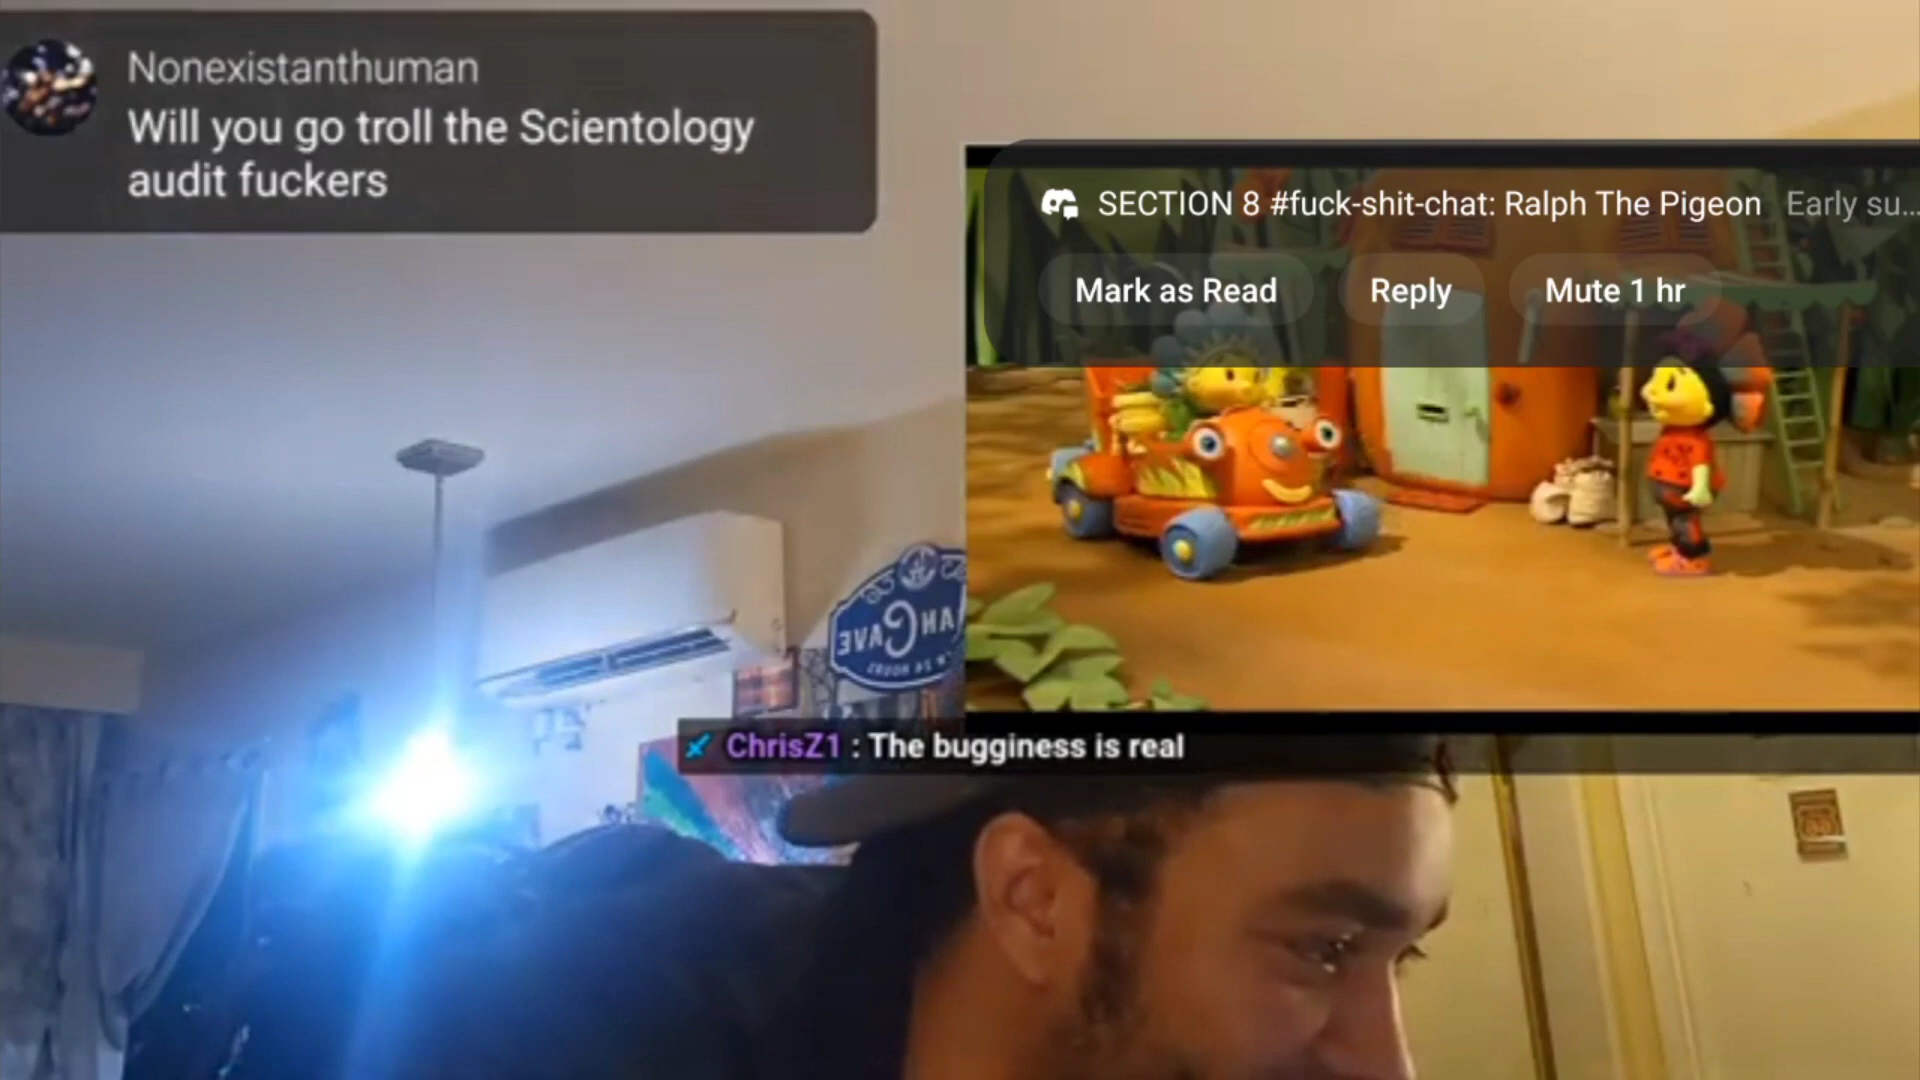 Nonexistanthuman
Will you go troll the Scientology
audit fuckers
SECTION 8 #fuck-shit-chat: Ralph The Pigeon Early su...
Mark as Read Reply Mute 1 hr
ChrisZ1 : The bugginess is real